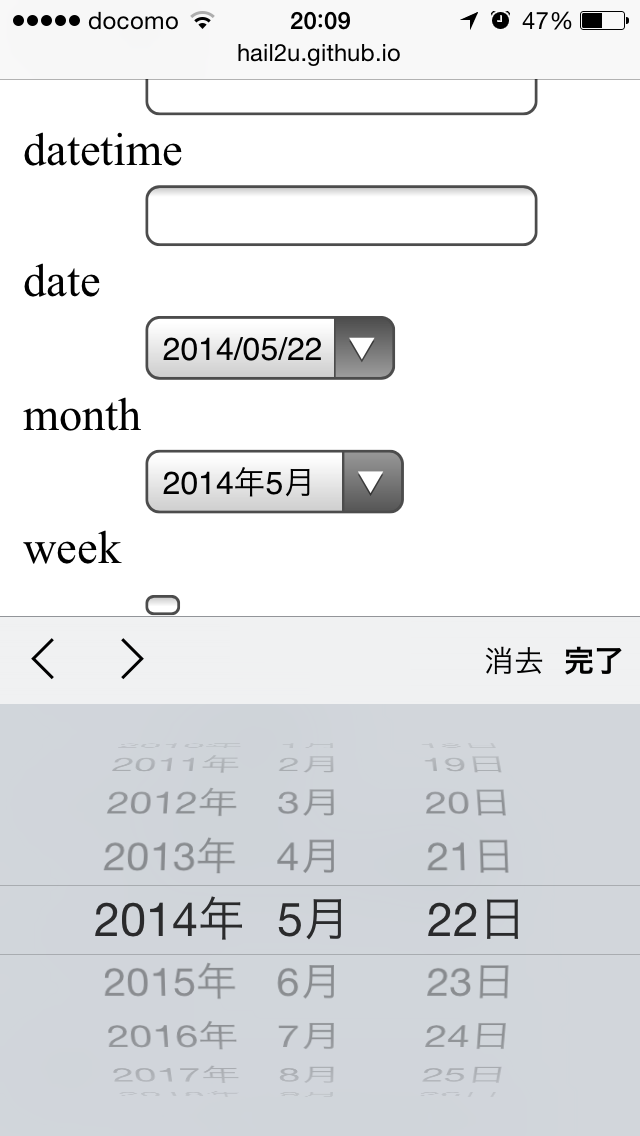 docomo 20:09 47%
hail2u.github.io
datetime
date
2014/05/22
month
2014年5月
week
消去 完了
2011年 2月 19日
2012年 3月 20日
2013年 4月 21日
2014年 5月 22日
2015年 6月 23日
2016年 7月 24日
2017年 8月 25日